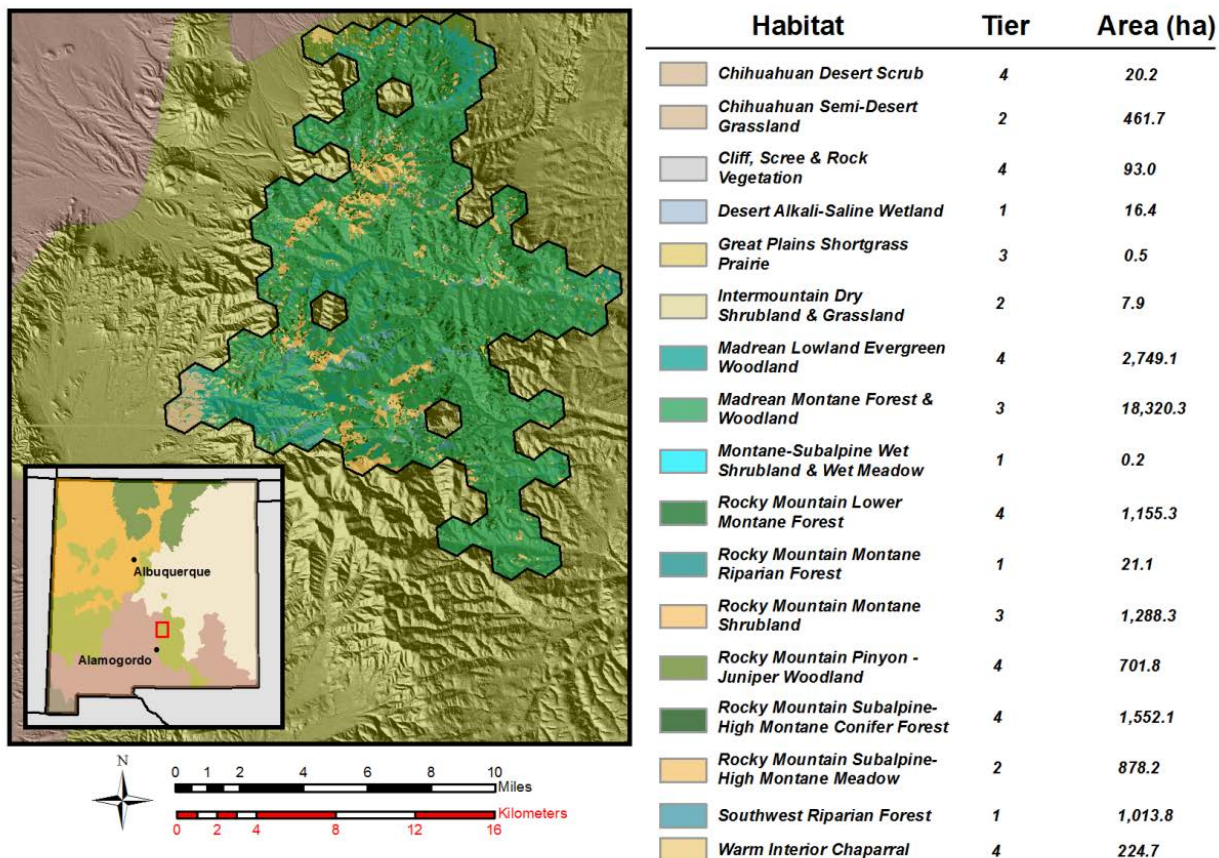 Habitat Tier Area (ha)
Chihuahuan Desert Scrub 4 20.2
Chihuahuan Semi-Desert
Grassland 2 461.7
Cliff, Scree & Rock
Vegetation 4 93.0
Desert Alkali-Saline Wetland 1 16.4
Great Plains Shortgrass
Prairie 3 0.5
Intermountain Dry
Shrubland & Grassland 2 7.9
Madrean Lowland Evergreen
Woodland 4 2,749.1
Madrean Montane Forest &
Woodland 3 18,320.3
Montane-Subalpine Wet
Shrubland & Wet Meadow 1 0.2
Rocky Mountain Lower
Montane Forest 4 1,155.3
Rocky Mountain Montane
Riparian Forest 1 21.1
Rocky Mountain Montane
Shrubland 3 1,288.3
Rocky Mountain Pinyon -
Juniper Woodland 4 701.8
Rocky Mountain Subalpine-
High Montane Conifer Forest 4 1,552.1
Rocky Mountain Subalpine-
High Montane Meadow 2 878.2
Southwest Riparian Forest 1 1,013.8
Warm Interior Chaparral 4 224.7
Albuquerque
Alamogordo
N
0 1 2 4 6 8 10
Miles
Kilometers
0 2 4 8 12 16